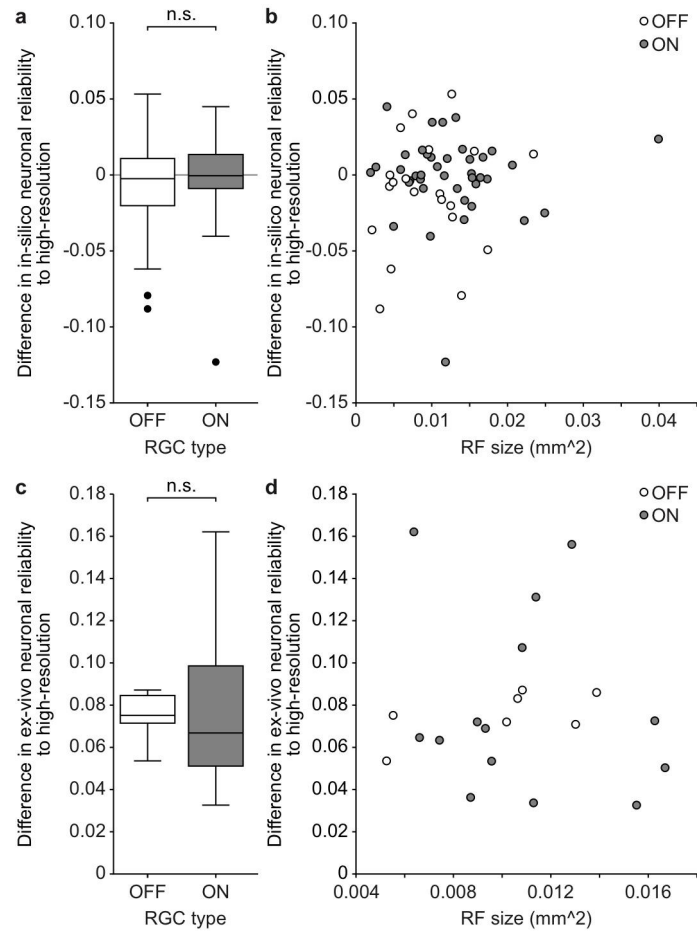 a
n.s.
0.10
0.05
0
-0.05
-0.10
-0.15
Difference in in-silico neuronal reliability
to high-resolution
OFF ON
RGC type
b
OFF
ON
0.10
0.05
0
-0.05
-0.10
-0.15
Difference in in-silico neuronal reliability
to high-resolution
0 0.01 0.02 0.03 0.04
RF size (mm^2)
c
n.s.
0.18
0.16
0.14
0.12
0.10
0.08
0.06
0.04
0.02
0
Difference in ex-vivo neuronal reliability
to high-resolution
OFF ON
RGC type
d
OFF
ON
0.18
0.16
0.14
0.12
0.10
0.08
0.06
0.04
0.02
0
Difference in ex-vivo neuronal reliability
to high-resolution
0.004 0.008 0.012 0.016
RF size (mm^2)